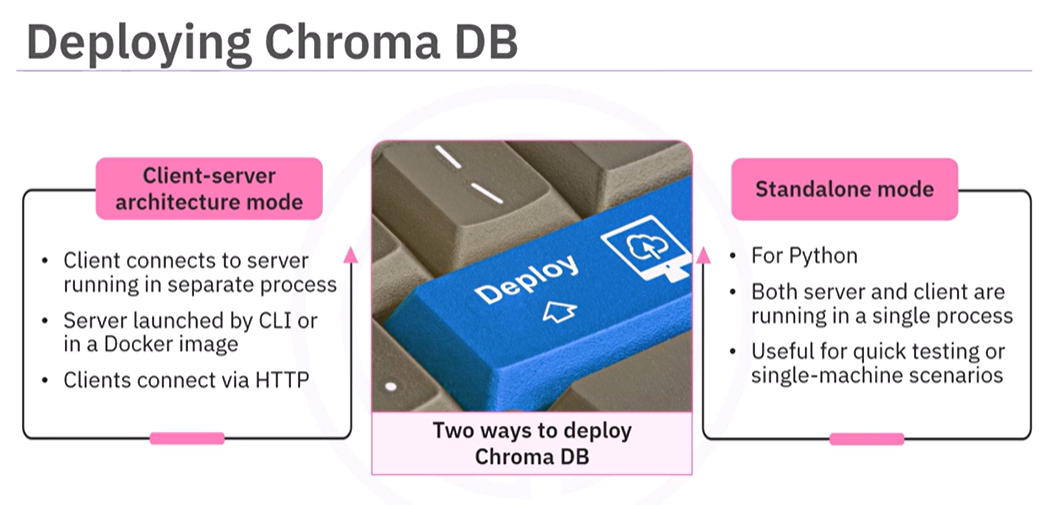 Deploying Chroma DB
Client-server
architecture mode
• Client connects to server
running in separate process
• Server launched by CLI or
in a Docker image
• Clients connect via HTTP
Deploy
Two ways to deploy
Chroma DB
Standalone mode
• For Python
• Both server and client are
running in a single process
• Useful for quick testing or
single-machine scenarios